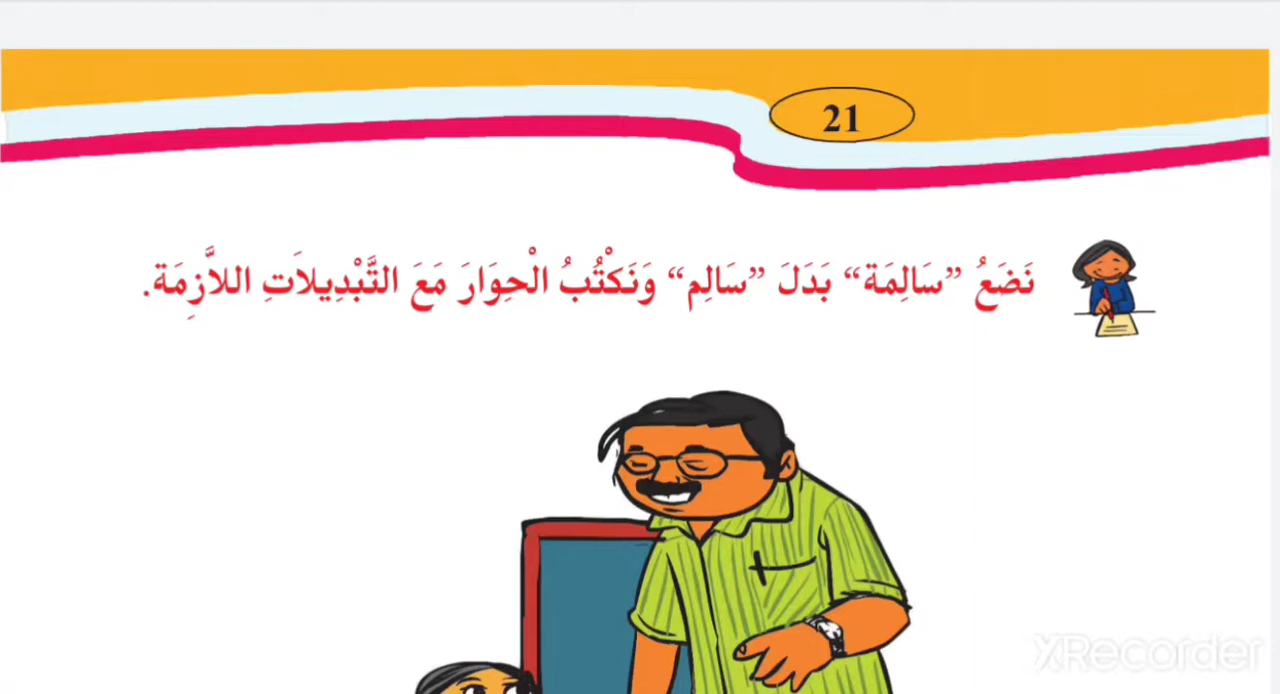 21
نَضَعُ ”سَالِمَة“ بَدَلَ ”سَالِم“ وَنَكْتُبُ الْحِوَارَ مَعَ التَّبْدِيلاَتِ اللاَّزِمَة.
XRecorder